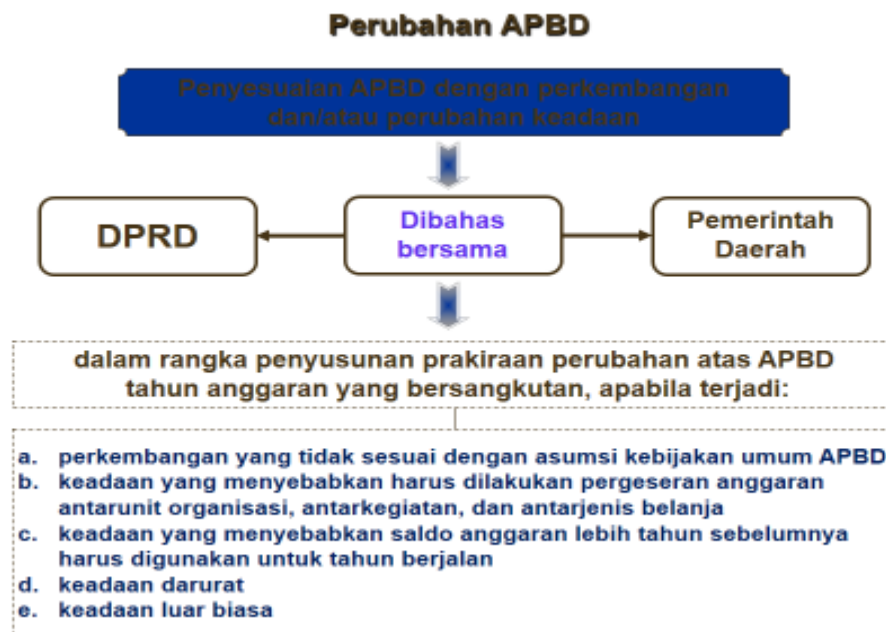 Perubahan APBD
Penyesuaian APBD dengan perkembangan
dan/atau perubahan keadaan
DPRD
Dibahas
bersama
Pemerintah
Daerah
dalam rangka penyusunan prakiraan perubahan atas APBD
tahun anggaran yang bersangkutan, apabila terjadi:
a. perkembangan yang tidak sesuai dengan asumsi kebijakan umum APBD
b. keadaan yang menyebabkan harus dilakukan pergeseran anggaran
antarunit organisasi, antarkegiatan, dan antarjenis belanja
c. keadaan yang menyebabkan saldo anggaran lebih tahun sebelumnya
harus digunakan untuk tahun berjalan
d. keadaan darurat
e. keadaan luar biasa